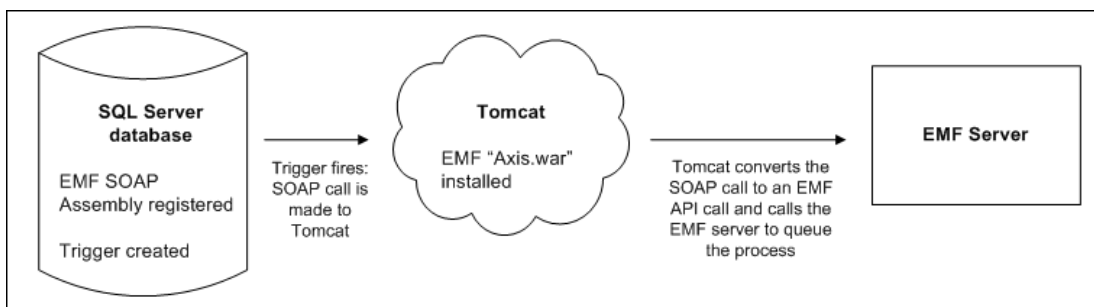 SQL Server
database
EMF SOAP
Assembly registered
Trigger created
Trigger fires:
SOAP call is
made to
Tomcat
Tomcat
EMF “Axis.war”
installed
Tomcat converts the
SOAP call to an EMF
API call and calls the
EMF server to queue
the process
EMF Server